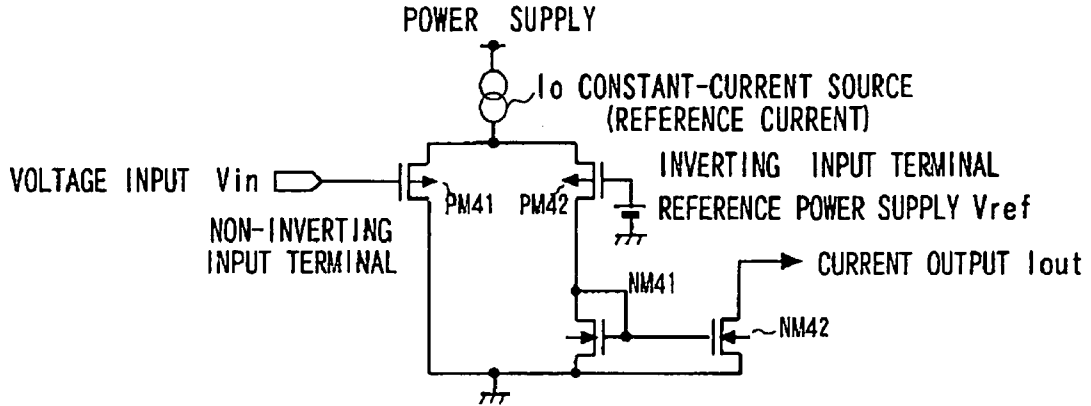 POWER SUPPLY
Io CONSTANT-CURRENT SOURCE
(REFERENCE CURRENT)
VOLTAGE INPUT Vin
PM41
PM42
INVERTING INPUT TERMINAL
REFERENCE POWER SUPPLY Vref
NON-INVERTING
INPUT TERMINAL
NM41
CURRENT OUTPUT Iout
NM42